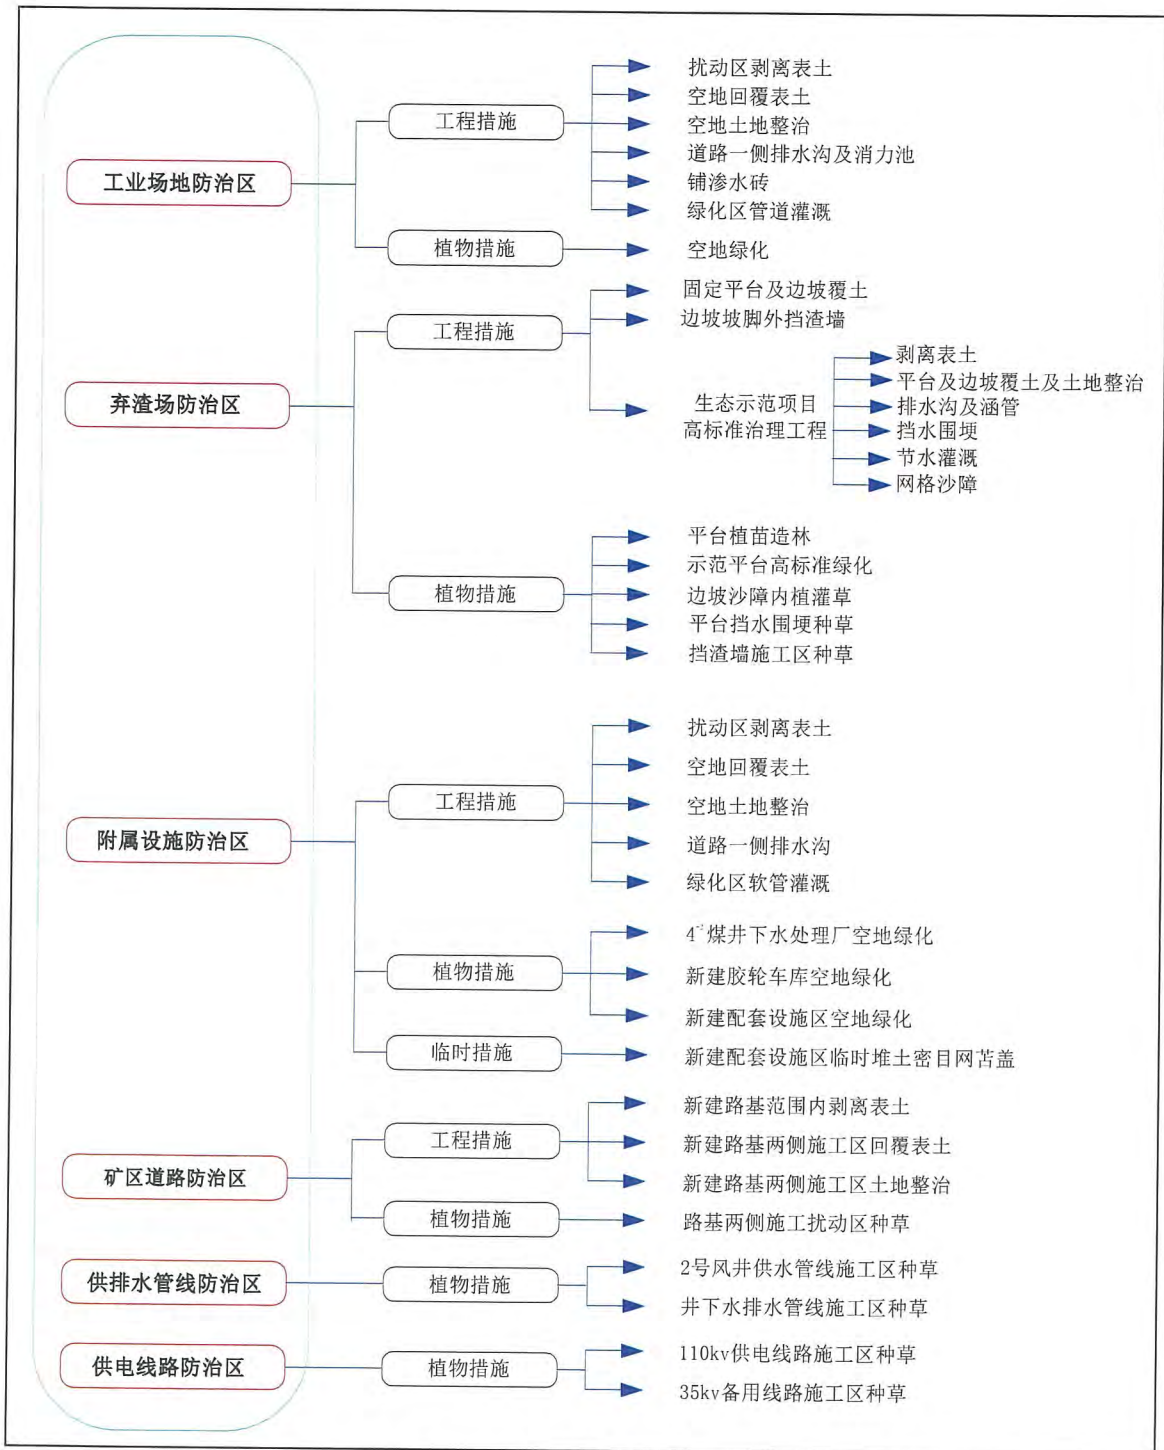 工业场地防治区
工程措施
扰动区剥离表土
空地回覆表土
空地土地整治
道路一侧排水沟及消力池
铺渗水砖
绿化区管道灌溉
植物措施
空地绿化
弃渣场防治区
工程措施
固定平台及边坡覆土
边坡坡脚外挡渣墙
生态示范项目
高标准治理工程
剥离表土
平台及边坡覆土及土地整治
排水沟及涵管
挡水围埂
节水灌溉
网格沙障
植物措施
平台植苗造林
示范平台高标准绿化
边坡沙障内植灌草
平台挡水围埂种草
挡渣墙施工区种草
附属设施防治区
工程措施
扰动区剥离表土
空地回覆表土
空地土地整治
道路一侧排水沟
绿化区软管灌溉
植物措施
4⁻煤井下水处理厂空地绿化
新建胶轮车库空地绿化
新建配套设施区空地绿化
临时措施
新建配套设施区临时堆土密目网苫盖
矿区道路防治区
工程措施
新建路基范围内剥离表土
新建路基两侧施工区回覆表土
新建路基两侧施工区土地整治
植物措施
路基两侧施工扰动区种草
供排水管线防治区
植物措施
2号风井供水管线施工区种草
井下水排水管线施工区种草
供电线路防治区
植物措施
110kv供电线路施工区种草
35kv备用线路施工区种草